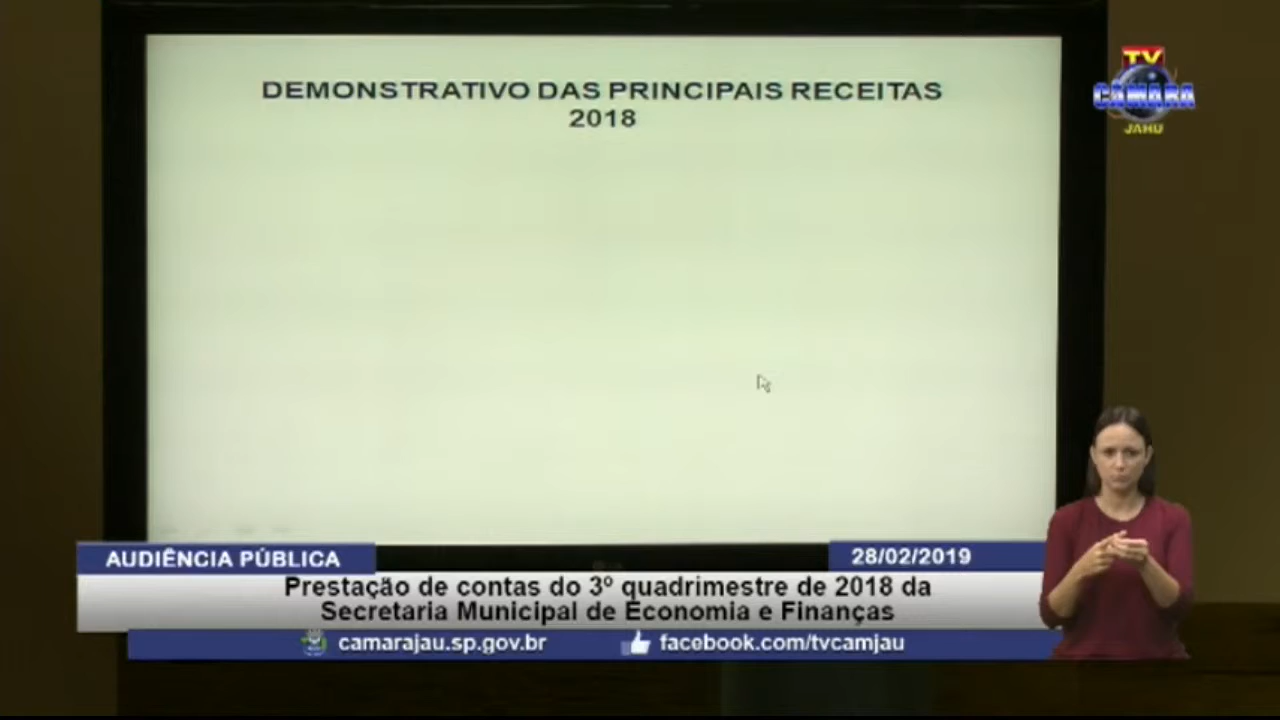 DEMONSTRATIVO DAS PRINCIPAIS RECEITAS
2018
TV
CÂMARA
JAHU
AUDIÊNCIA PÚBLICA
28/02/2019
Prestação de contas do 3º quadrimestre de 2018 da
Secretaria Municipal de Economia e Finanças
camarajau.sp.gov.br
facebook.com/tvcamjau